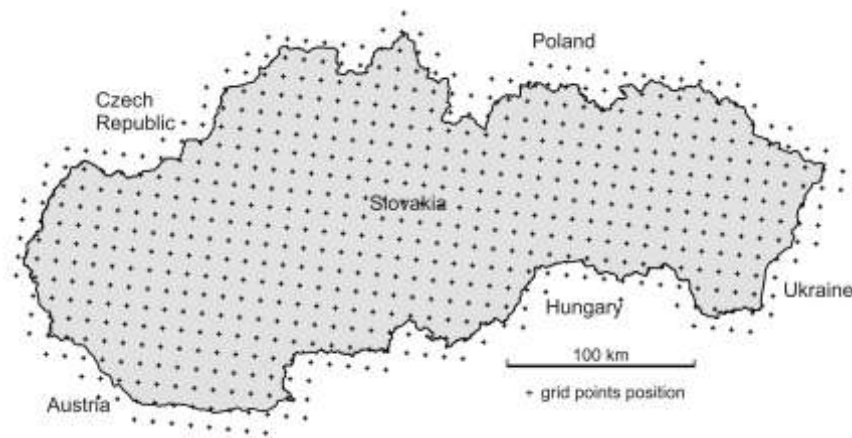 Poland
Czech
Republic
Slovakia
Ukraine
Hungary
100 km
+ grid points position
Austria